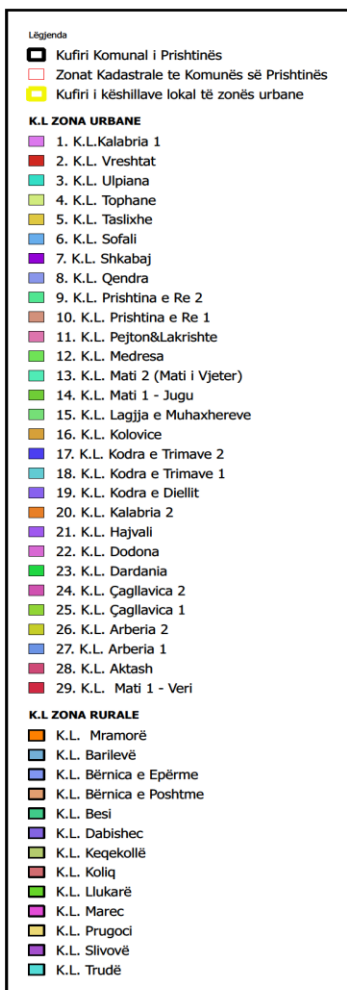 Lëgjenda
Kufiri Komunal i Prishtinës
Zonat Kadastrale te Komunës së Prishtinës
Kufiri i këshillave lokal të zonës urbane
K.L ZONA URBANE
1. K.L.Kalabria 1
2. K.L. Vreshtat
3. K.L. Ulpiana
4. K.L. Tophane
5. K.L. Taslixhe
6. K.L. Sofali
7. K.L. Shkabaj
8. K.L. Qendra
9. K.L. Prishtina e Re 2
10. K.L. Prishtina e Re 1
11. K.L. Pejton&Lakrishte
12. K.L. Medresa
13. K.L. Mati 2 (Mati i Vjeter)
14. K.L. Mati 1 - Jugu
15. K.L. Lagjja e Muhaxhereve
16. K.L. Kolovice
17. K.L. Kodra e Trimave 2
18. K.L. Kodra e Trimave 1
19. K.L. Kodra e Diellit
20. K.L. Kalabria 2
21. K.L. Hajvali
22. K.L. Dodona
23. K.L. Dardania
24. K.L. Çagllavica 2
25. K.L. Çagllavica 1
26. K.L. Arberia 2
27. K.L. Arberia 1
28. K.L. Aktash
29. K.L. Mati 1 - Veri
K.L ZONA RURALE
K.L. Mramorë
K.L. Barilevë
K.L. Bërnica e Epërme
K.L. Bërnica e Poshtme
K.L. Besi
K.L. Dabishec
K.L. Keqekollë
K.L. Koliq
K.L. Llukarë
K.L. Marec
K.L. Prugoci
K.L. Slivovë
K.L. Trudë